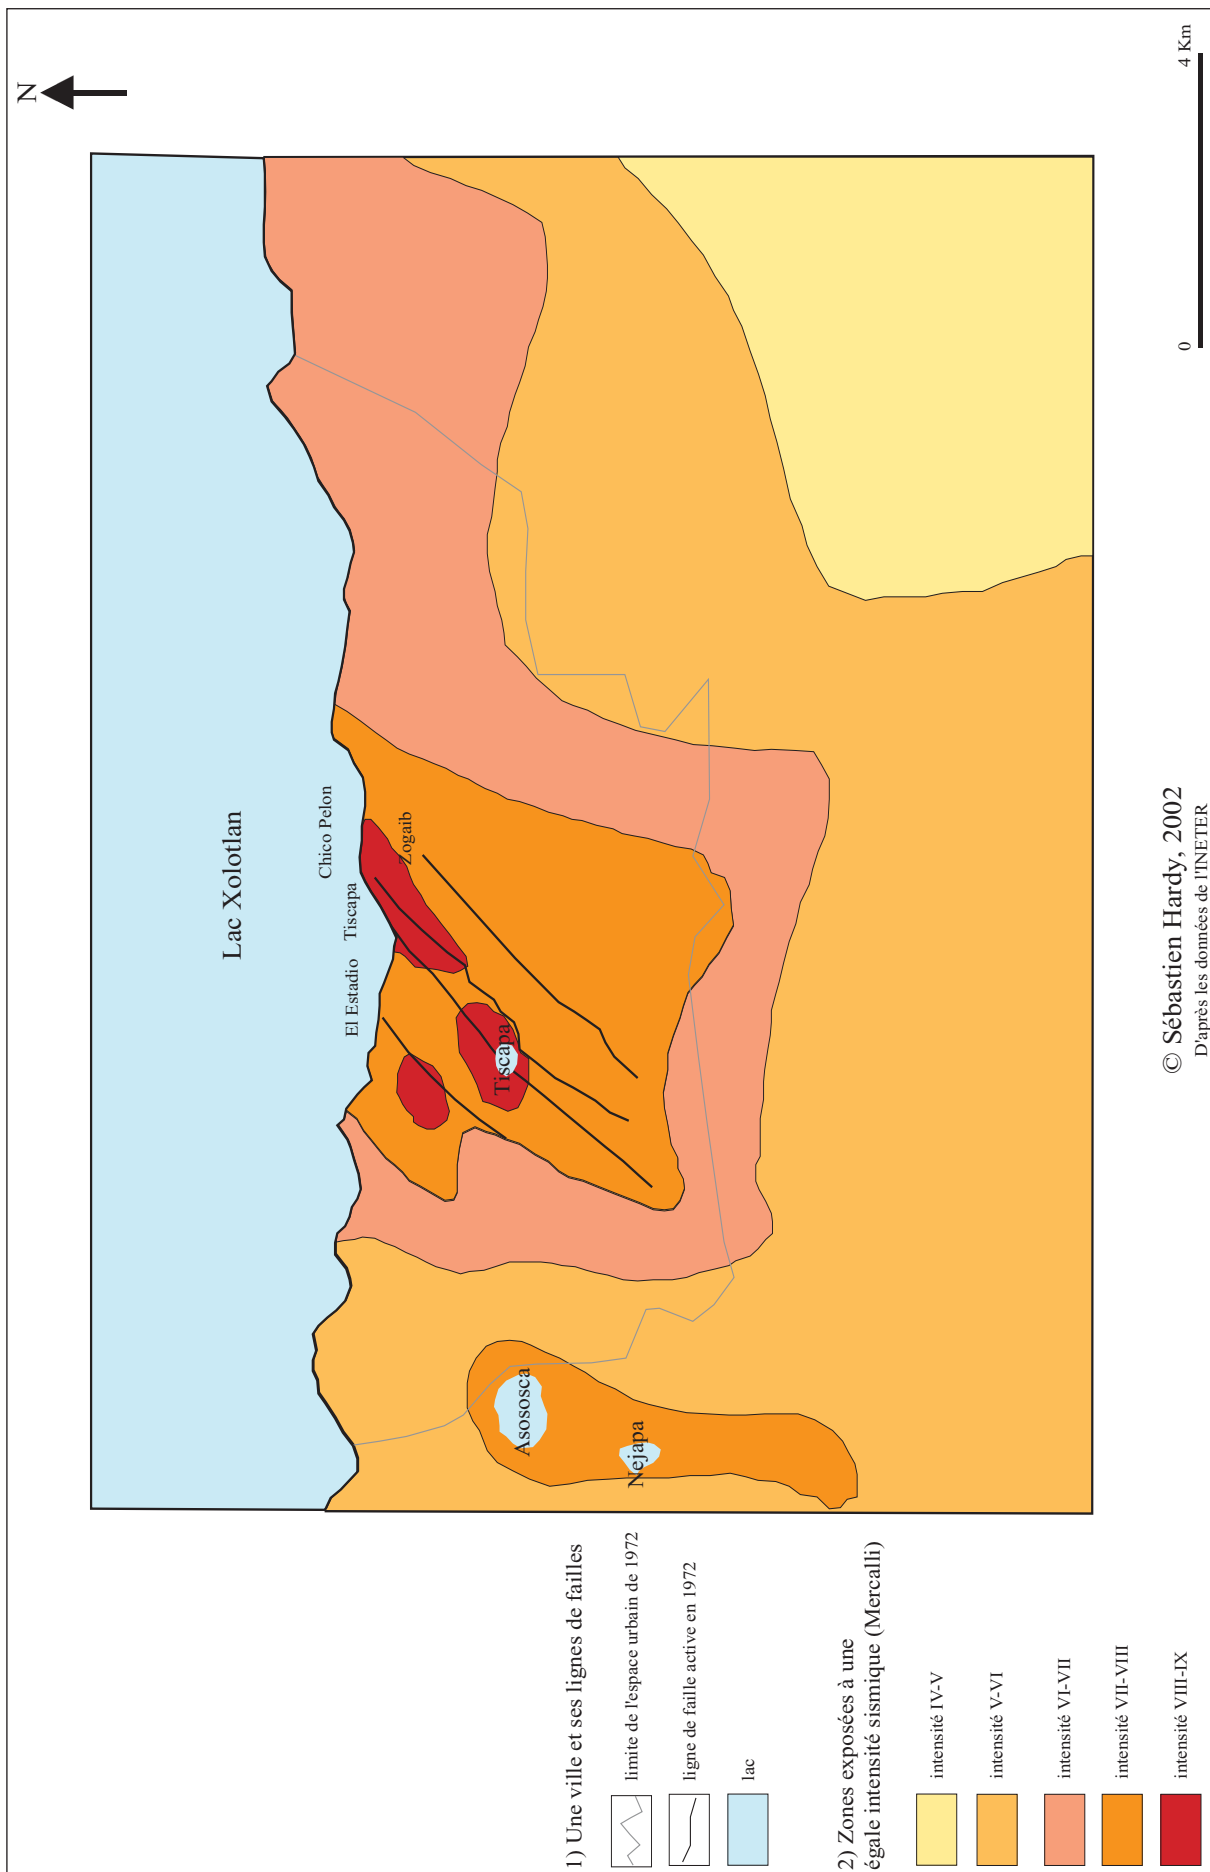 N
Lac Xolotlan
El Estadio
Tiscapa
Chico Pelon
Zogaib
Tiscapa
Asososca
Nejapa
1) Une ville et ses lignes de failles
limite de l'espace urbain de 1972
ligne de faille active en 1972
lac
2) Zones exposées à une
égale intensité sismique (Mercalli)
intensité IV-V
intensité V-VI
intensité VI-VII
intensité VII-VIII
intensité VIII-IX
© Sébastien Hardy, 2002
D'après les données de l'INETER
0
4 Km